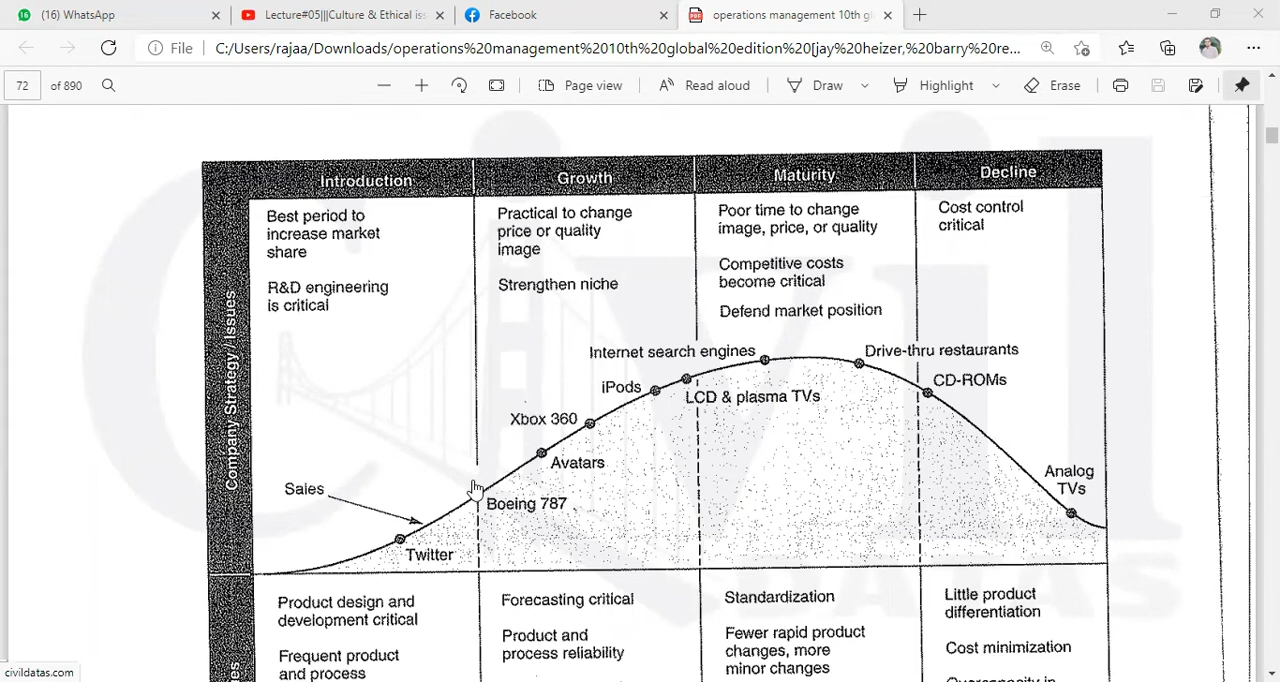 (16) WhatsApp
Lecture#05|||Culture & Ethical is
Facebook
operations management 10th gl
File
C:/Users/rajaa/Downloads/operations%20management%2010th%20global%20edition%20[jay%20heizer,%20barry%20re...
72
of 890
Page view
Read aloud
Draw
Highlight
Erase
Introduction
Growth
Maturity
Decline
Company Strategy / Issues
Best period to
increase market
share
R&D engineering
is critical
Practical to change
price or quality
image
Strengthen niche
Poor time to change
image, price, or quality
Competitive costs
become critical
Defend market position
Cost control
critical
Internet search engines
Drive-thru restaurants
iPods
CD-ROMs
LCD & plasma TVs
Xbox 360
Avatars
Analog
TVs
Sales
Boeing 787
Twitter
Product design and
development critical
Frequent product
and process
Forecasting critical
Product and
process reliability
Standardization
Fewer rapid product
changes, more
minor changes
Little product
differentiation
Cost minimization
Overcapacity in
civildatas.com
Civil
DATAS
16